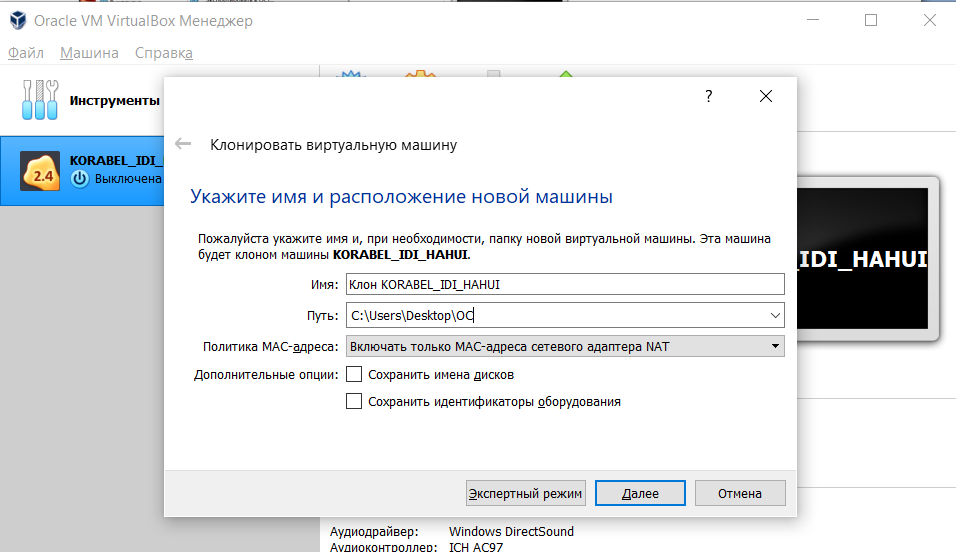 Oracle VM VirtualBox Менеджер
Файл Машина Справка
Инструменты
?
KORABEL_IDI_
2.4
Выключена
Клонировать виртуальную машину
Укажите имя и расположение новой машины
Пожалуйста укажите имя и, при необходимости, папку новой виртуальной машины. Эта машина
будет клоном машины KORABEL_IDI_HAHUI.
Имя: Клон KORABEL_IDI_HAHUI
Путь: C:\Users\Desktop\ОС
Политика MAC-адреса: Включать только MAC-адреса сетевого адаптера NAT
Дополнительные опции: Сохранить имена дисков
Сохранить идентификаторы оборудования
_IDI_HAHUI
Экспертный режим Далее Отмена
Аудиодрайвер: Windows DirectSound
Аудиоконтроллер: ICH AC97